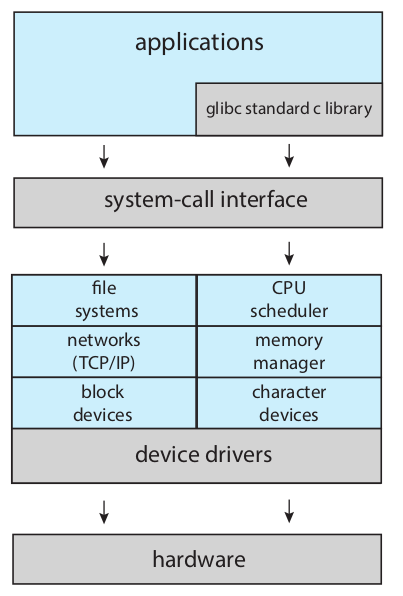 applications
glibc standard c library
system-call interface
file
systems
CPU
scheduler
networks
(TCP/IP)
memory
manager
block
devices
character
devices
device drivers
hardware